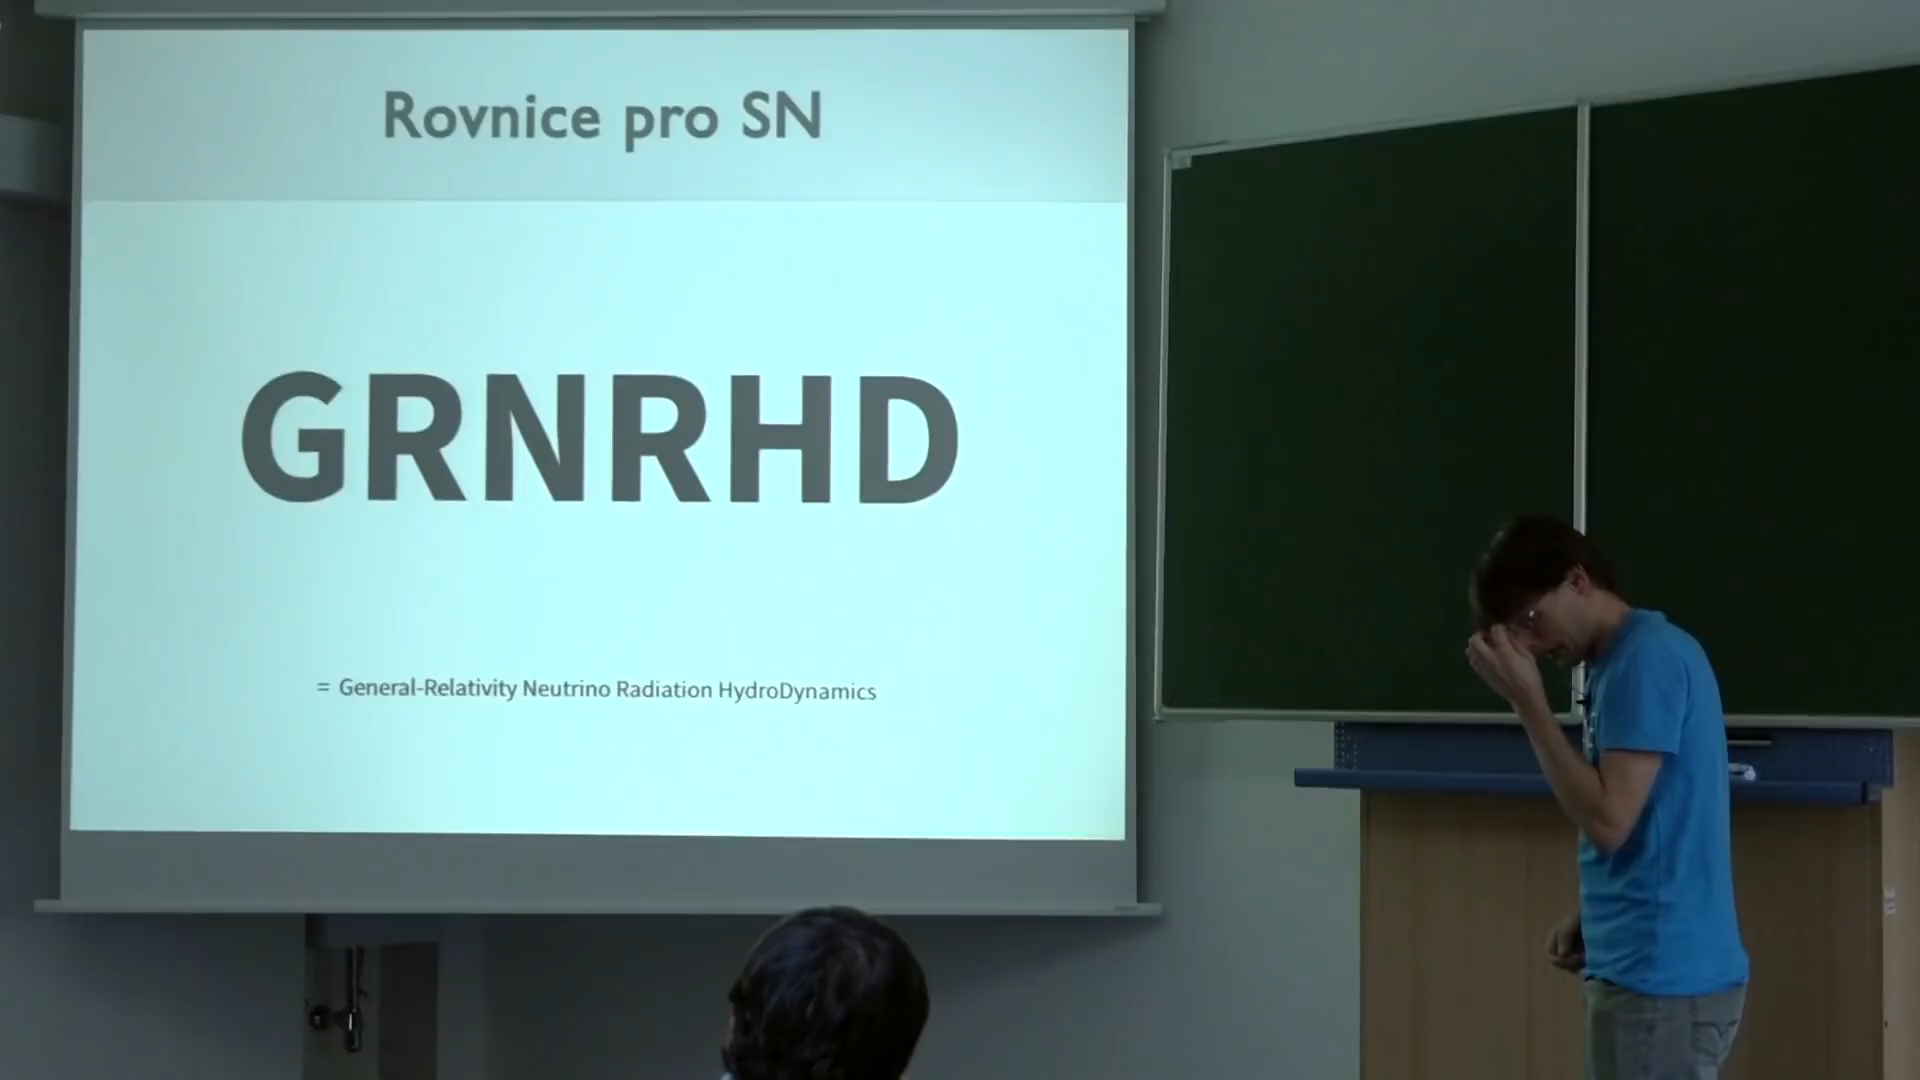 Rovnice pro SN
GRNRHD
= General-Relativity Neutrino Radiation HydroDynamics